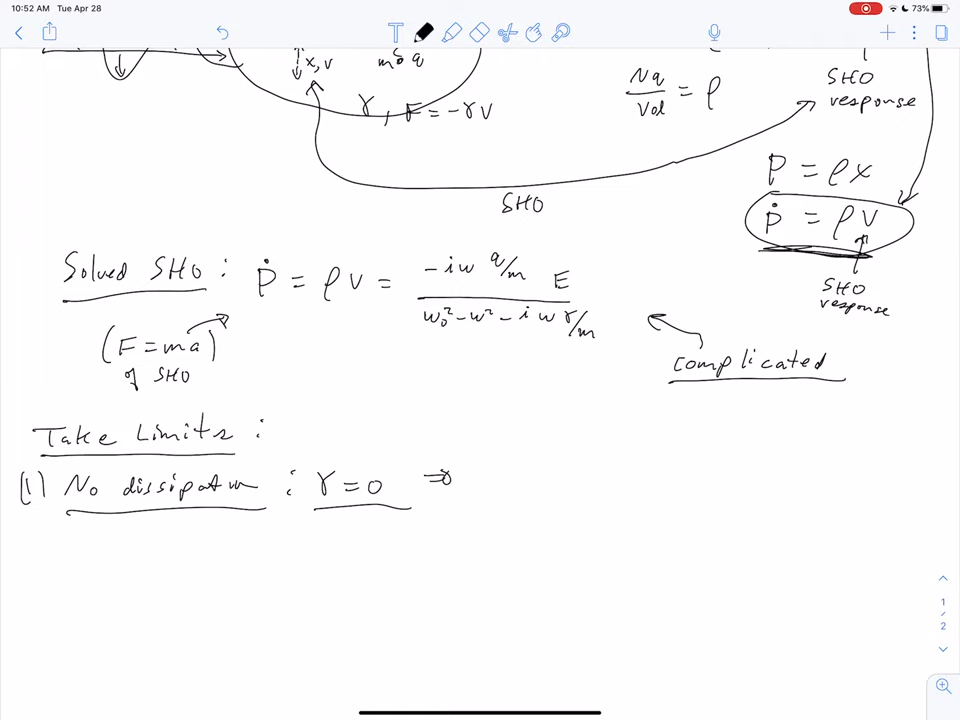 10:52 AM Tue Apr 28
73%
T
x, v
m q
γ, F = -γv
Nq/Vol = ρ
SHO
response
SHO
P = ρx
Ṗ = ρv
SHO
response
Solved SHO : Ṗ = ρv = -iω q/m E / ω₀² - ω² - iω γ/m
(F = ma)
of SHO
complicated
Take Limits :
(1) No dissipation : γ = 0 ⇒
1
/
2